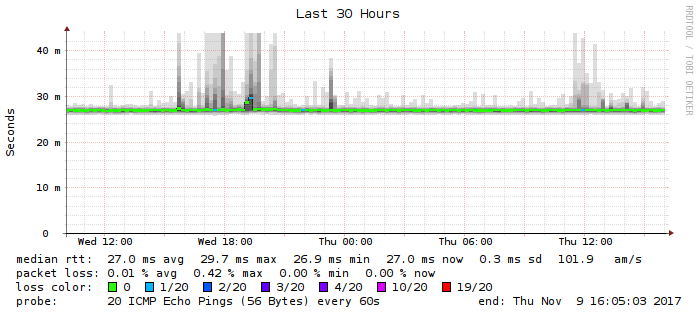 Last 30 Hours
RRDTOOL / TOBI OETIKER
Seconds
40 m
30 m
20 m
10 m
0
Wed 12:00 Wed 18:00 Thu 00:00 Thu 06:00 Thu 12:00
median rtt: 27.0 ms avg 29.7 ms max 26.9 ms min 27.0 ms now 0.3 ms sd 101.9 am/s
packet loss: 0.01 % avg 0.42 % max 0.00 % min 0.00 % now
loss color: 0 1/20 2/20 3/20 4/20 10/20 19/20
probe: 20 ICMP Echo Pings (56 Bytes) every 60s end: Thu Nov 9 16:05:03 2017